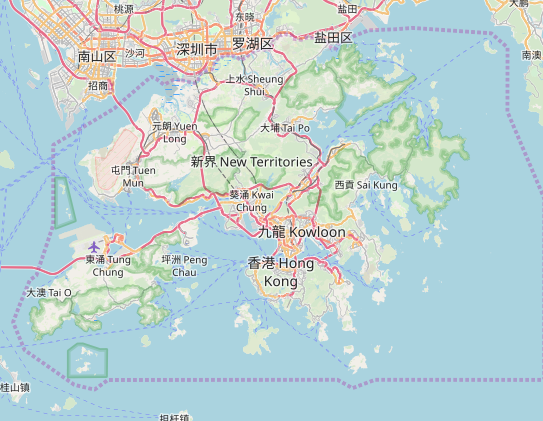 桃源
东晓
盐田
大鹏
南山区
沙河
深圳市
罗湖区
盐田区
南澳
招商
上水 Sheung
Shui
元朗 Yuen
Long
大埔 Tai Po
屯門 Tuen
Mun
新界 New Territories
西貢 Sai Kung
葵涌 Kwai
Chung
九龍 Kowloon
東涌 Tung
Chung
坪洲 Peng
Chau
香港 Hong
Kong
大澳 Tai O
桂山镇
担杆镇